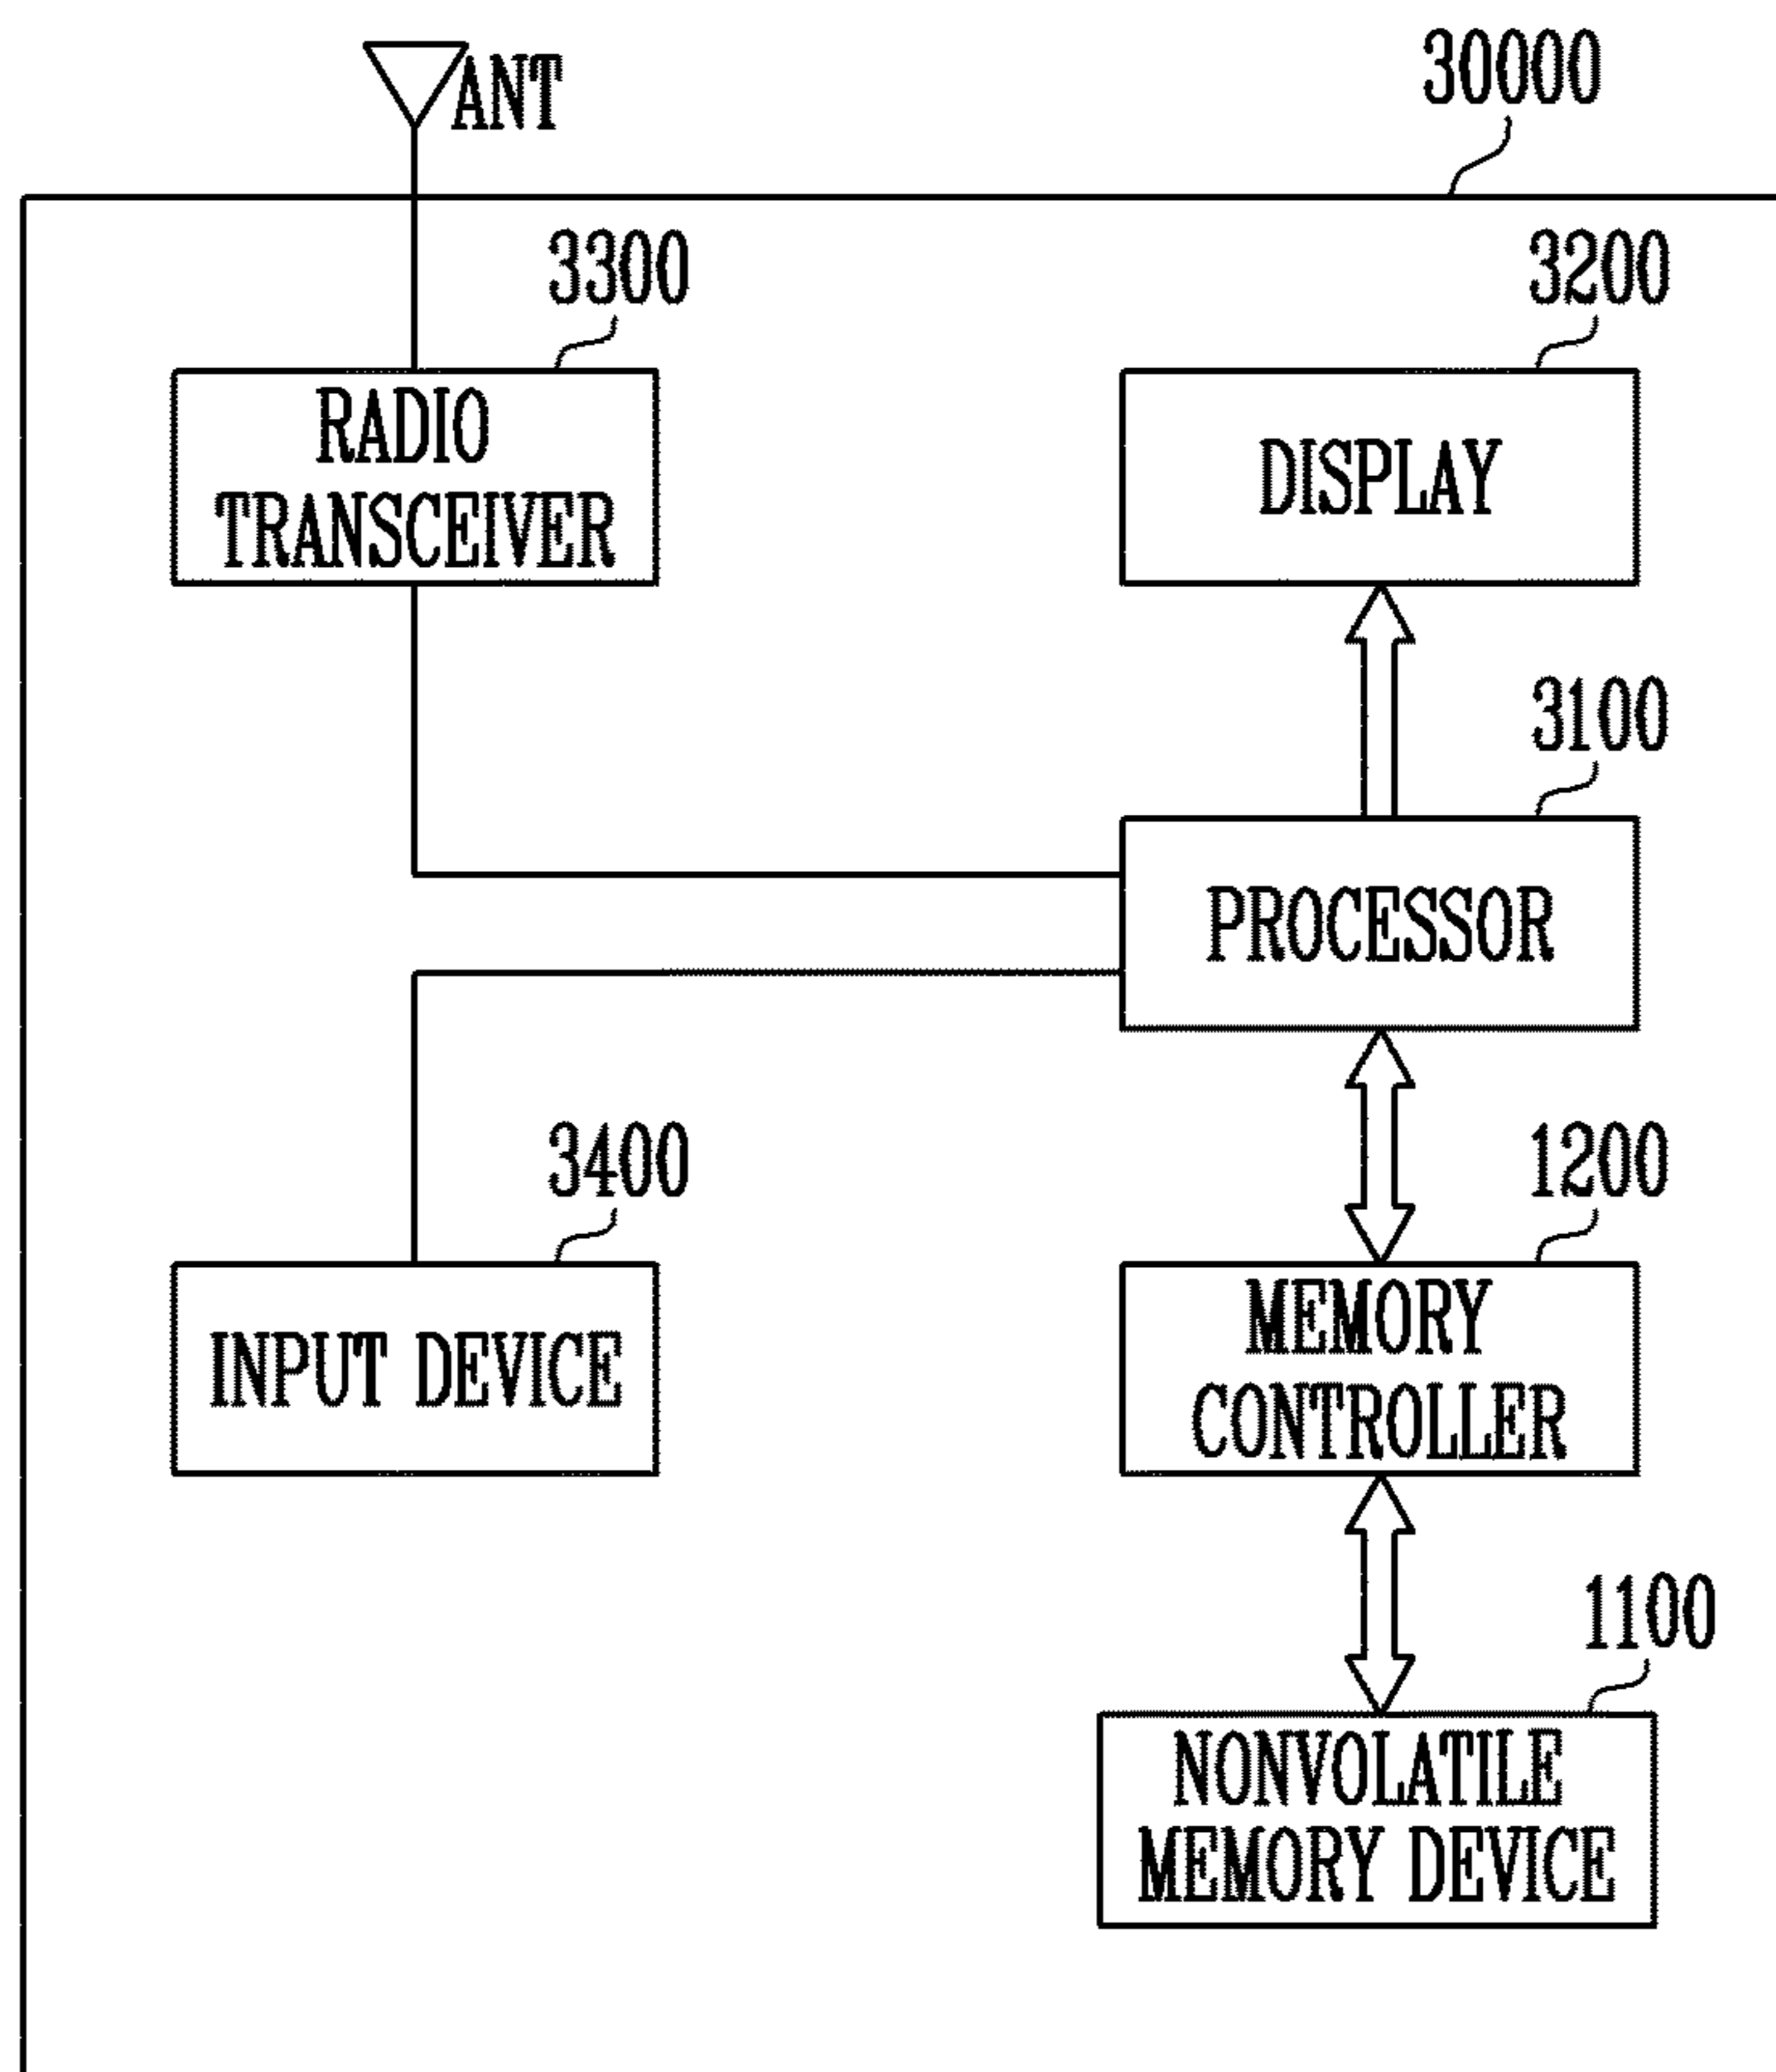 ANT
30000
3300
3200
RADIO
TRANSCEIVER
DISPLAY
3100
PROCESSOR
3400
1200
INPUT DEVICE
MEMORY
CONTROLLER
1100
NONVOLATILE
MEMORY DEVICE